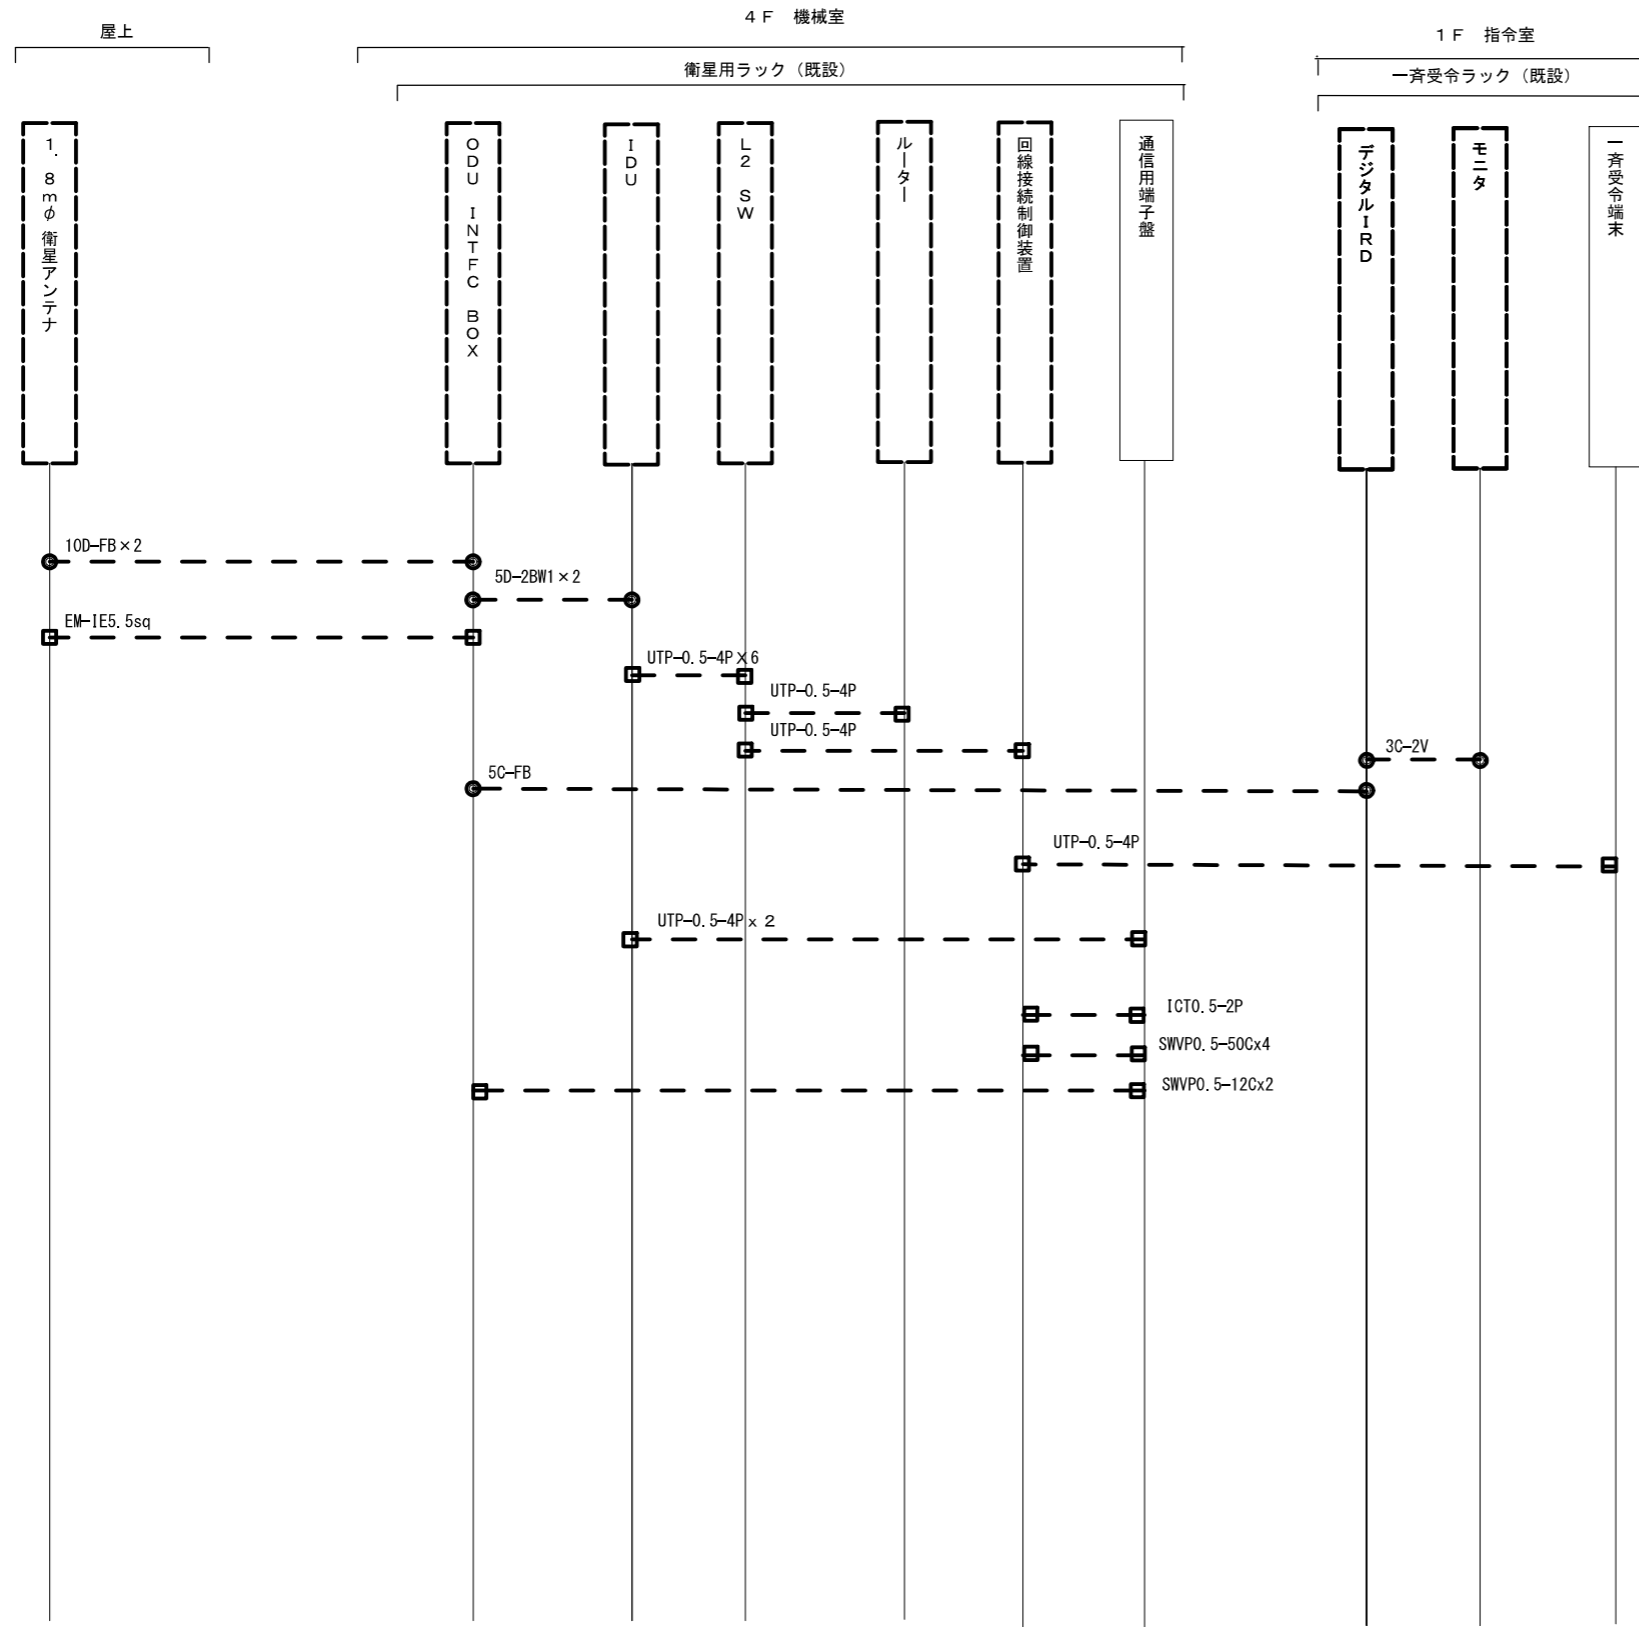 屋上
４Ｆ　機械室
１Ｆ　指令室
衛星用ラック（既設）
一斉受令ラック（既設）
１．８ｍφ 衛星アンテナ
ＯＤＵ　ＩＮＴＦＣ　ＢＯＸ
ＩＤＵ
Ｌ２　ＳＷ
ルーター
回線接続制御装置
通信用端子盤
デジタルＩＲＤ
モニタ
一斉受令端末
10D-FB×2
5D-2BW1×2
EM-IE5.5sq
UTP-0.5-4P×6
UTP-0.5-4P
UTP-0.5-4P
3C-2V
5C-FB
UTP-0.5-4P
UTP-0.5-4Pｘ２
ICT0.5-2P
SWVP0.5-50Cx4
SWVP0.5-12Cx2